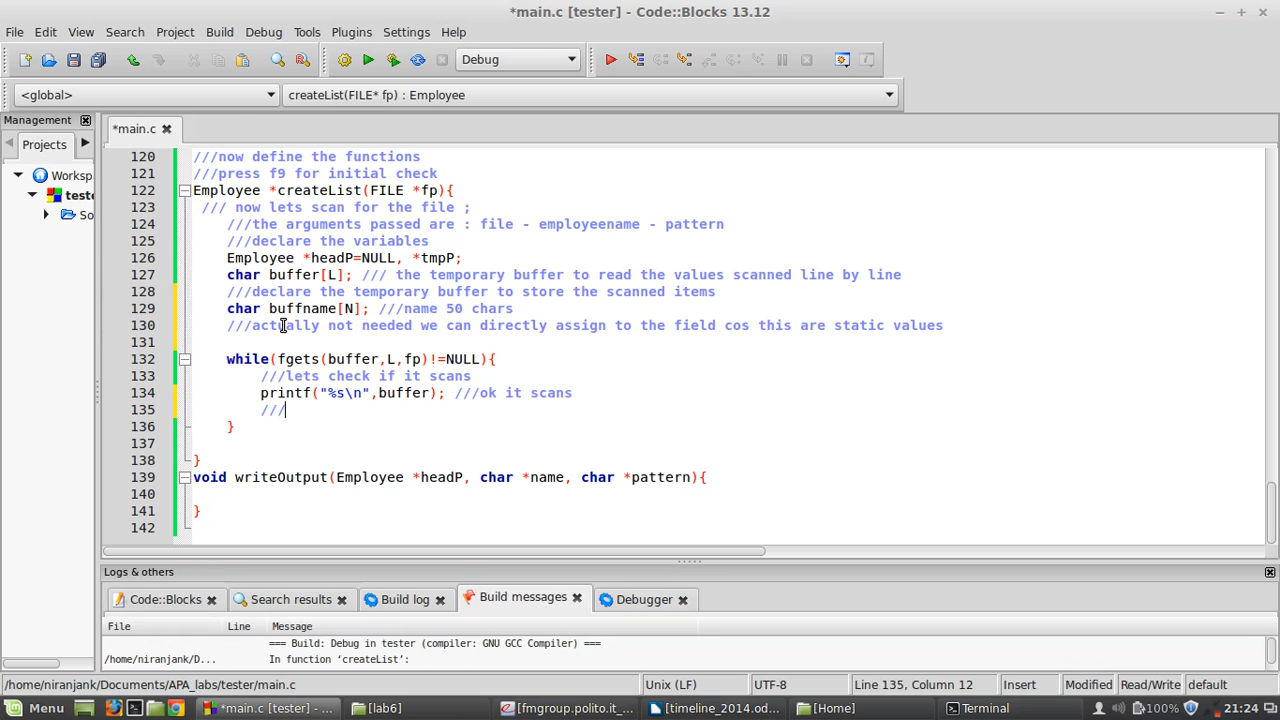 *main.c [tester] - Code::Blocks 13.12
File Edit View Search Project Build Debug Tools Plugins Settings Help
Debug
<global> createList(FILE* fp) : Employee
Management
*main.c
Projects
Worksp
teste
So
120 ///now define the functions
121 ///press f9 for initial check
122 Employee *createList(FILE *fp){
123 /// now lets scan for the file ;
124 ///the arguments passed are : file - employeename - pattern
125 ///declare the variables
126 Employee *headP=NULL, *tmpP;
127 char buffer[L]; /// the temporary buffer to read the values scanned line by line
128 ///declare the temporary buffer to store the scanned items
129 char buffname[N]; ///name 50 chars
130 ///actually not needed we can directly assign to the field cos this are static values
131
132 while(fgets(buffer,L,fp)!=NULL){
133 ///lets check if it scans
134 printf("%s\n",buffer); ///ok it scans
135 ///
136 }
137
138 }
139 void writeOutput(Employee *headP, char *name, char *pattern){
140
141 }
142
Logs & others
Code::Blocks Search results Build log Build messages Debugger
File Line Message
=== Build: Debug in tester (compiler: GNU GCC Compiler) ===
/home/niranjank/D... In function ‘createList’:
/home/niranjank/Documents/APA_labs/tester/main.c Unix (LF) UTF-8 Line 135, Column 12 Insert Modified Read/Write default
Menu *main.c [tester] - ... [lab6] [fmgroup.polito.it_... [timeline_2014.od... [Home] Terminal 100% 21:24